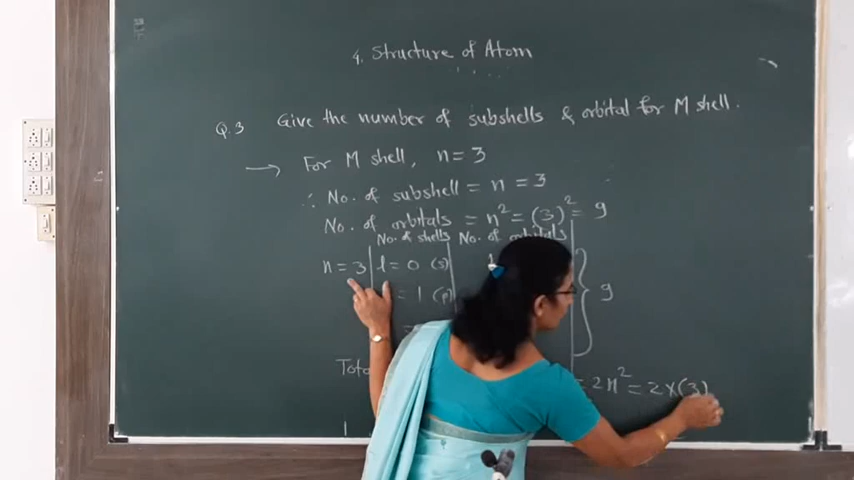 4. Structure of Atom
Q.3 Give the number of subshells & orbital for M shell.
→ For M shell, n = 3
∴ No. of subshell = n = 3
No. of orbitals = n² = (3)² = 9
No. of shells No. of orbitals
n = 3 l = 0 (s) 1
= 1 (p) 9
= 2n² = 2×(3)